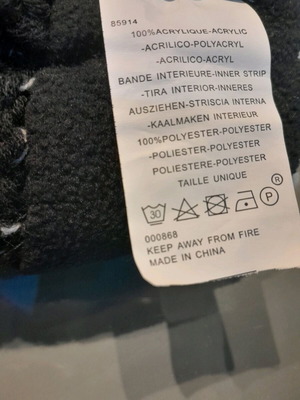 85914
100%ACRYLIQUE-ACRYLIC
-ACRILICO-POLYACRYL
-ACRILICO-ACRYL
BANDE INTERIEURE-INNER STRIP
-TIRA INTERIOR-INNERES
AUSZIEHEN-STRISCIA INTERNA
-KAALMAKEN INTERIEUR
100%POLYESTER-POLYESTER
-POLIESTER-POLYESTER
POLIESTERE-POLYESTER
TAILLE UNIQUE
®
30 P
000868
KEEP AWAY FROM FIRE
MADE IN CHINA